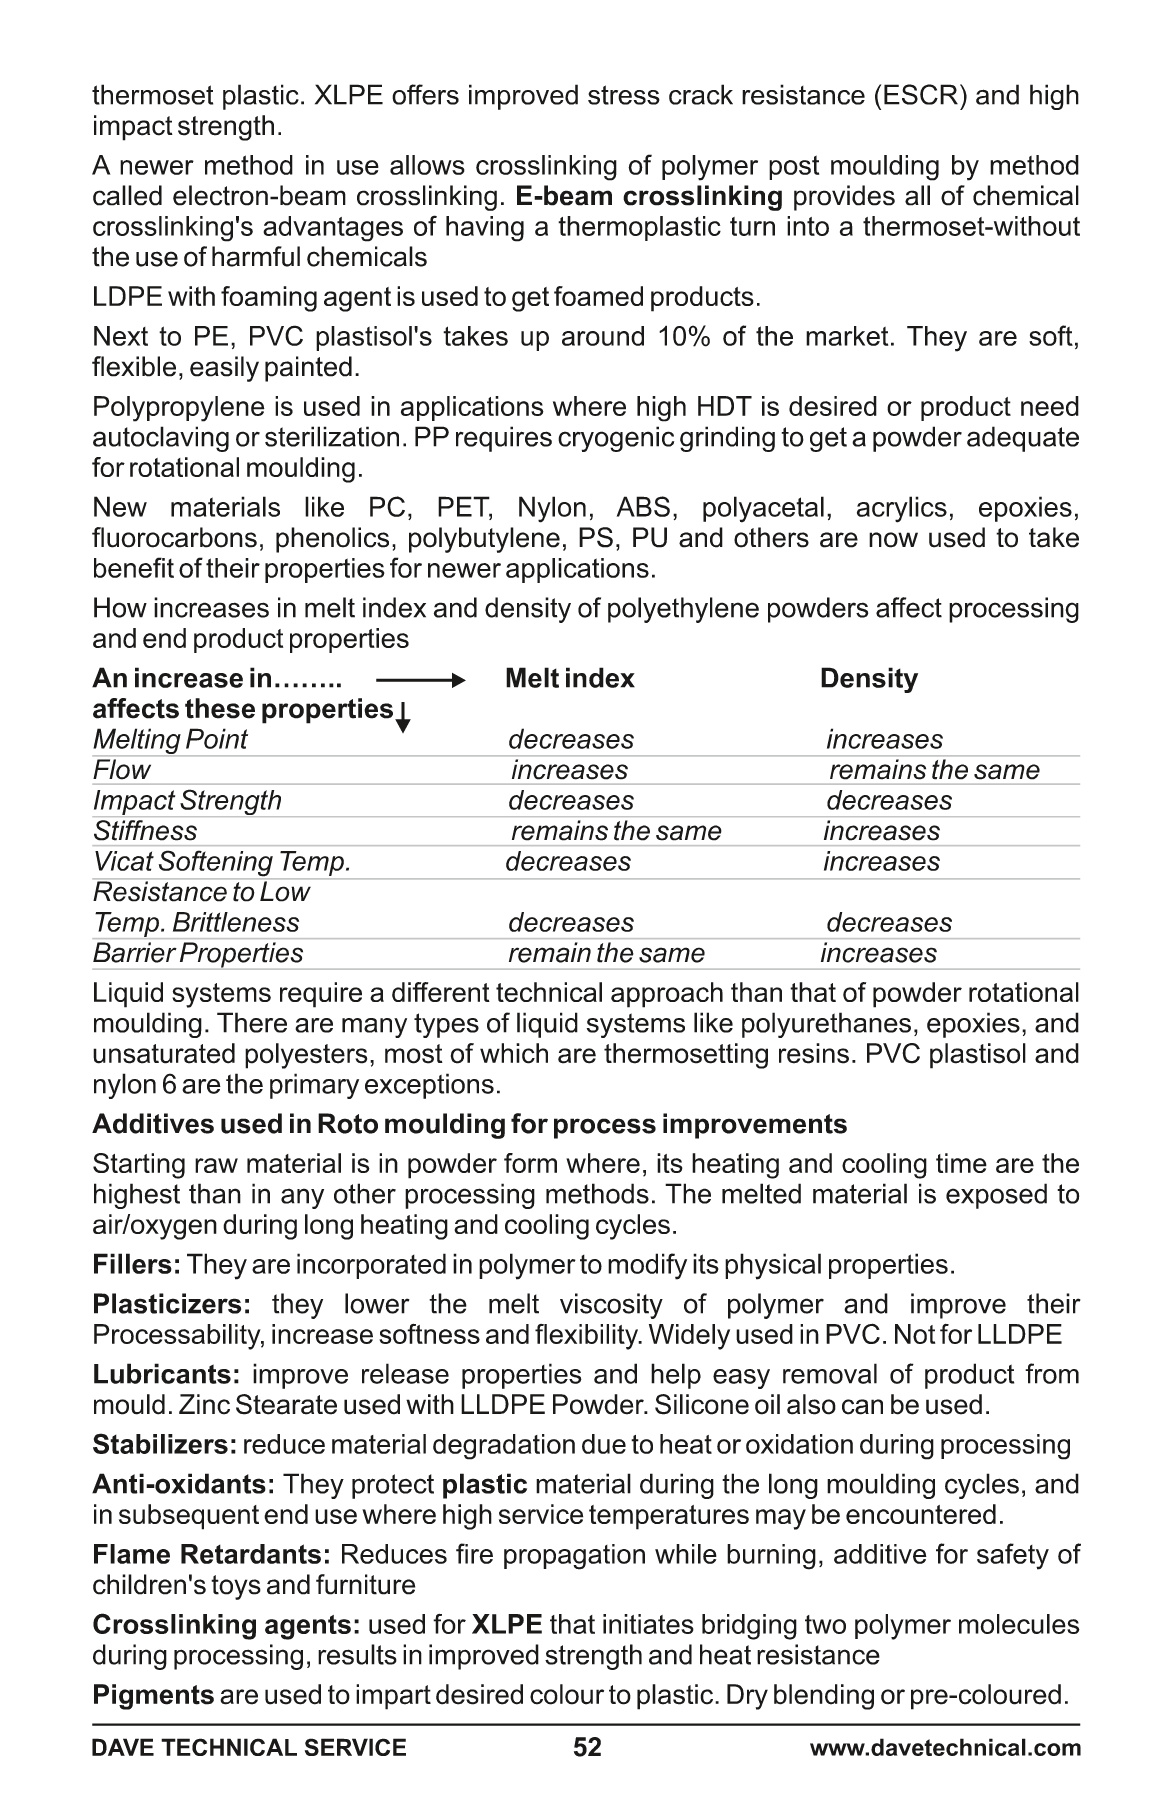 thermoset plastic. XLPE offers improved stress crack resistance (ESCR) and high
impact strength.
A newer method in use allows crosslinking of polymer post moulding by method
called electron-beam crosslinking. E-beam crosslinking provides all of chemical
crosslinking's advantages of having a thermoplastic turn into a thermoset-without
the use of harmful chemicals
LDPE with foaming agent is used to get foamed products.
Next to PE, PVC plastisol's takes up around 10% of the market. They are soft,
flexible, easily painted.
Polypropylene is used in applications where high HDT is desired or product need
autoclaving or sterilization. PP requires cryogenic grinding to get a powder adequate
for rotational moulding.
New materials like PC, PET, Nylon, ABS, polyacetal, acrylics, epoxies,
fluorocarbons, phenolics, polybutylene, PS, PU and others are now used to take
benefit of their properties for newer applications.
How increases in melt index and density of polyethylene powders affect processing
and end product properties
An increase in…….. Melt index Density
affects these properties
Melting Point decreases increases
Flow increases remains the same
Impact Strength decreases decreases
Stiffness remains the same increases
Vicat Softening Temp. decreases increases
Resistance to Low
Temp. Brittleness decreases decreases
Barrier Properties remain the same increases
Liquid systems require a different technical approach than that of powder rotational
moulding. There are many types of liquid systems like polyurethanes, epoxies, and
unsaturated polyesters, most of which are thermosetting resins. PVC plastisol and
nylon 6 are the primary exceptions.
Additives used in Roto moulding for process improvements
Starting raw material is in powder form where, its heating and cooling time are the
highest than in any other processing methods. The melted material is exposed to
air/oxygen during long heating and cooling cycles.
Fillers: They are incorporated in polymer to modify its physical properties.
Plasticizers: they lower the melt viscosity of polymer and improve their
Processability, increase softness and flexibility. Widely used in PVC. Not for LLDPE
Lubricants: improve release properties and help easy removal of product from
mould. Zinc Stearate used with LLDPE Powder. Silicone oil also can be used.
Stabilizers: reduce material degradation due to heat or oxidation during processing
Anti-oxidants: They protect plastic material during the long moulding cycles, and
in subsequent end use where high service temperatures may be encountered.
Flame Retardants: Reduces fire propagation while burning, additive for safety of
children's toys and furniture
Crosslinking agents: used for XLPE that initiates bridging two polymer molecules
during processing, results in improved strength and heat resistance
Pigments are used to impart desired colour to plastic. Dry blending or pre-coloured.
DAVE TECHNICAL SERVICE 52 www.davetechnical.com